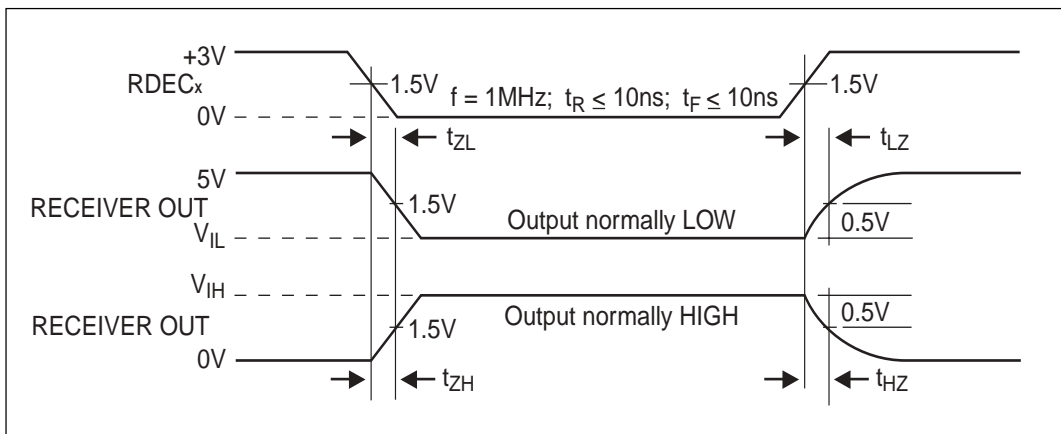 +3V
RDECx
0V
1.5V
f = 1MHz; tR ≤ 10ns; tF ≤ 10ns
1.5V
tZL
tLZ
5V
RECEIVER OUT
VIL
1.5V
Output normally LOW
0.5V
VIH
RECEIVER OUT
0V
1.5V
Output normally HIGH
0.5V
tZH
tHZ